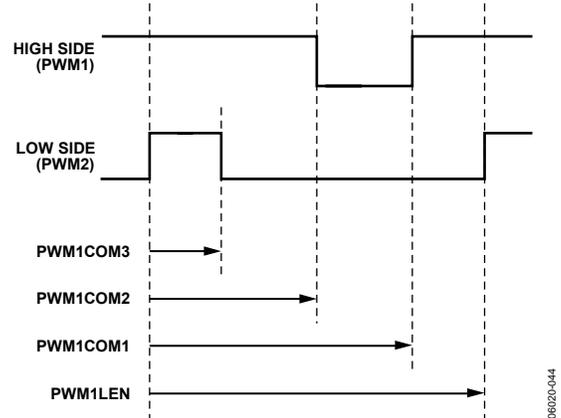 HIGH SIDE
(PWM1)
LOW SIDE
(PWM2)
PWM1COM3
PWM1COM2
PWM1COM1
PWM1LEN
06020-044